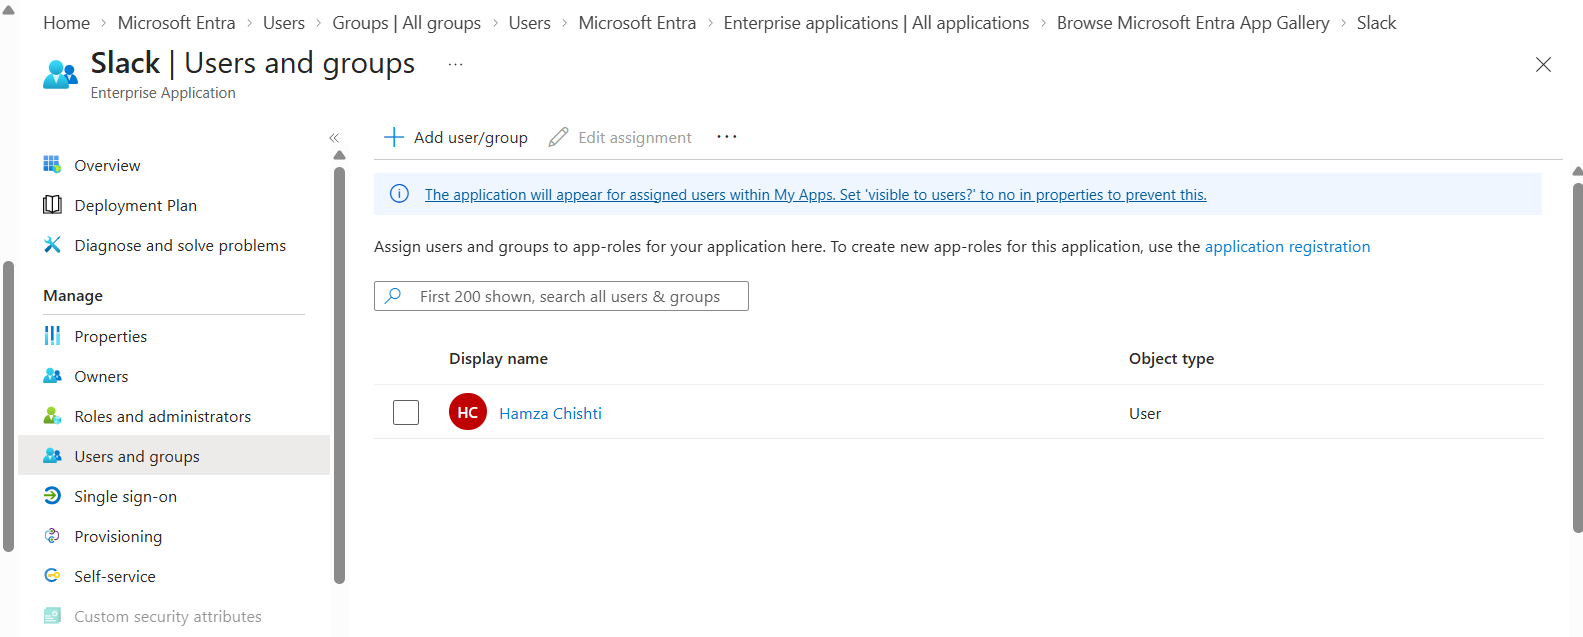 Home > Microsoft Entra > Users > Groups | All groups > Users > Microsoft Entra > Enterprise applications | All applications > Browse Microsoft Entra App Gallery > Slack
Slack | Users and groups ...
Enterprise Application
«
Overview
Deployment Plan
Diagnose and solve problems
Manage
Properties
Owners
Roles and administrators
Users and groups
Single sign-on
Provisioning
Self-service
Custom security attributes
+ Add user/group Edit assignment ...
The application will appear for assigned users within My Apps. Set 'visible to users?' to no in properties to prevent this.
Assign users and groups to app-roles for your application here. To create new app-roles for this application, use the application registration
First 200 shown, search all users & groups
Display name Object type
HC Hamza Chishti User